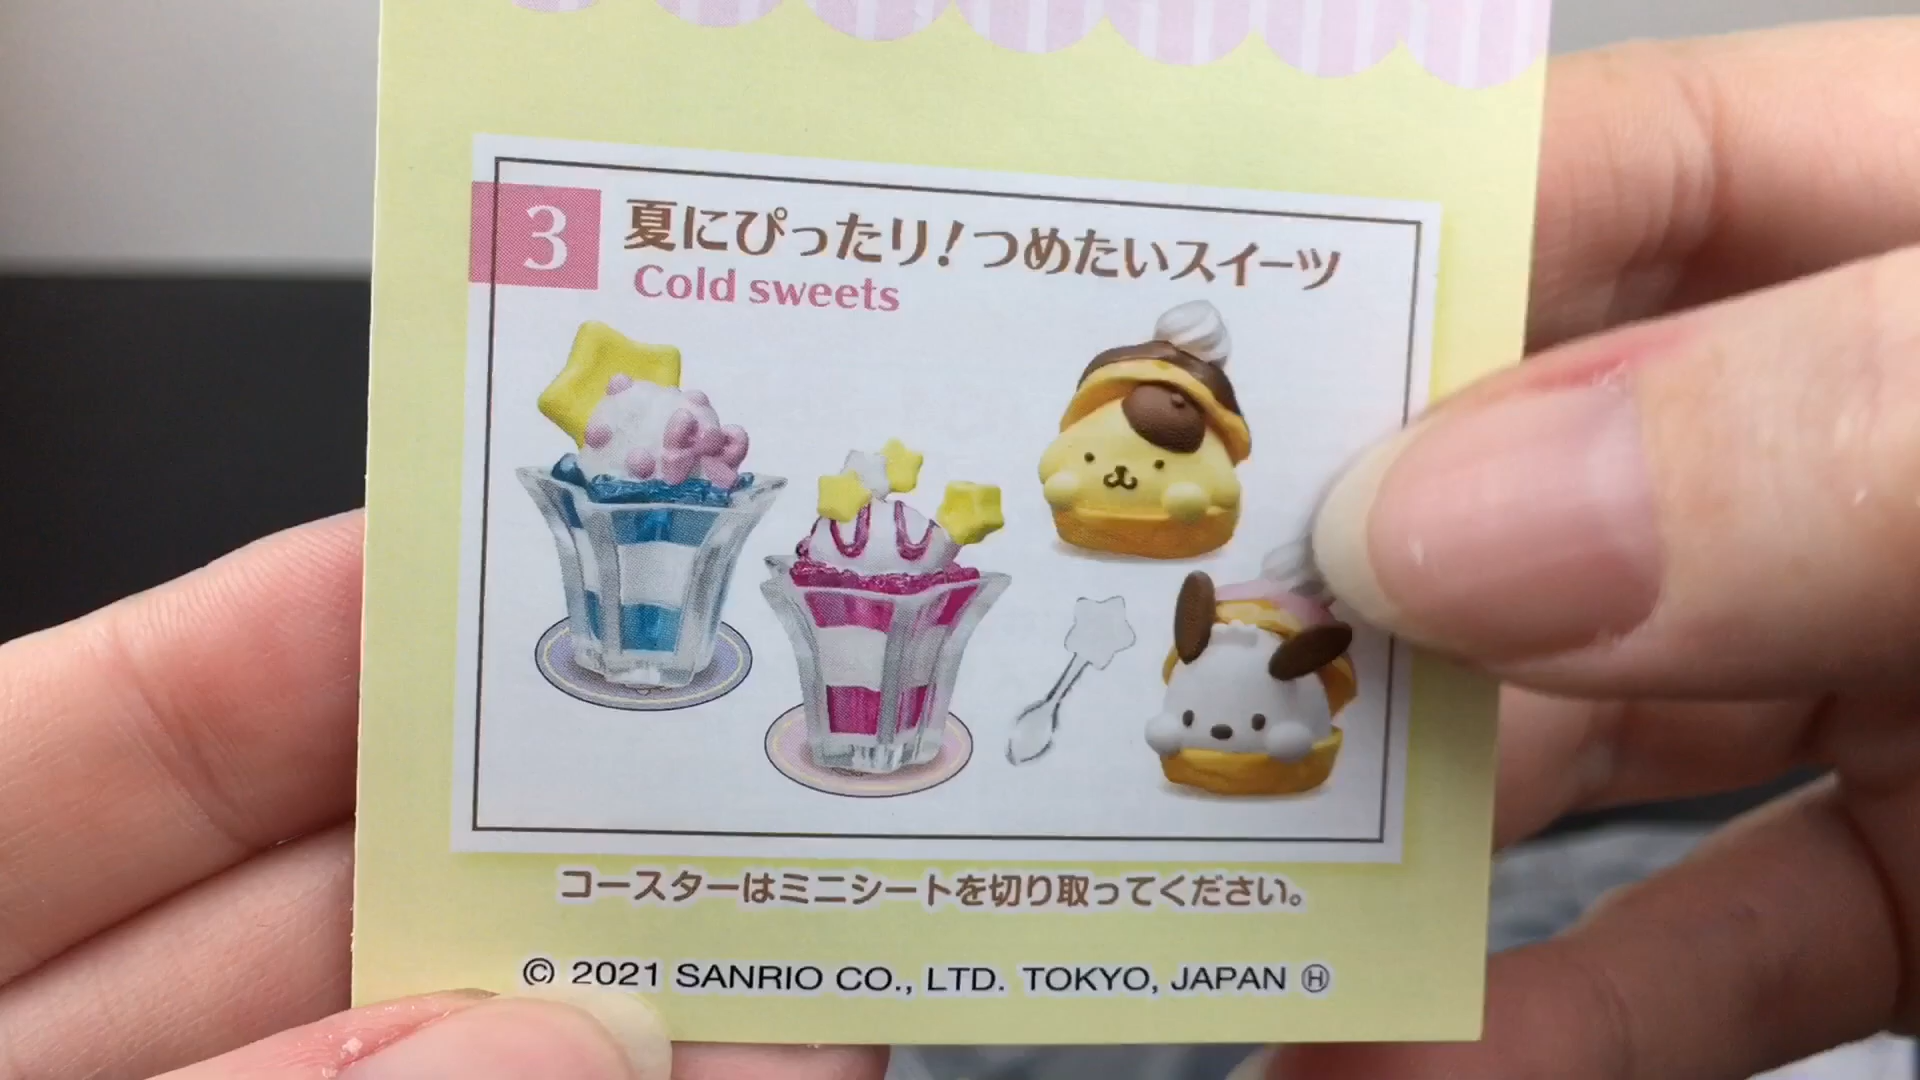 3
夏にぴったり!つめたいスイーツ
Cold sweets
コースターはミニシートを切り取ってください。
© 2021 SANRIO CO., LTD. TOKYO, JAPAN Ⓗ